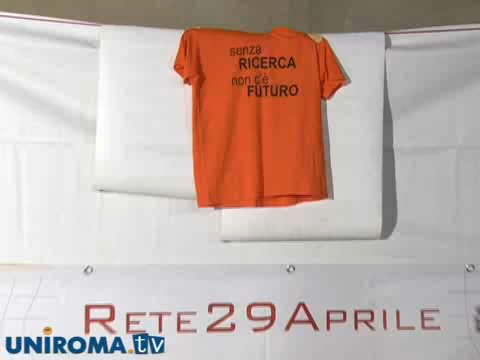 senza
RICERCA
non c'è
FUTURO
RETE29APRILE
UNIROMA.tv